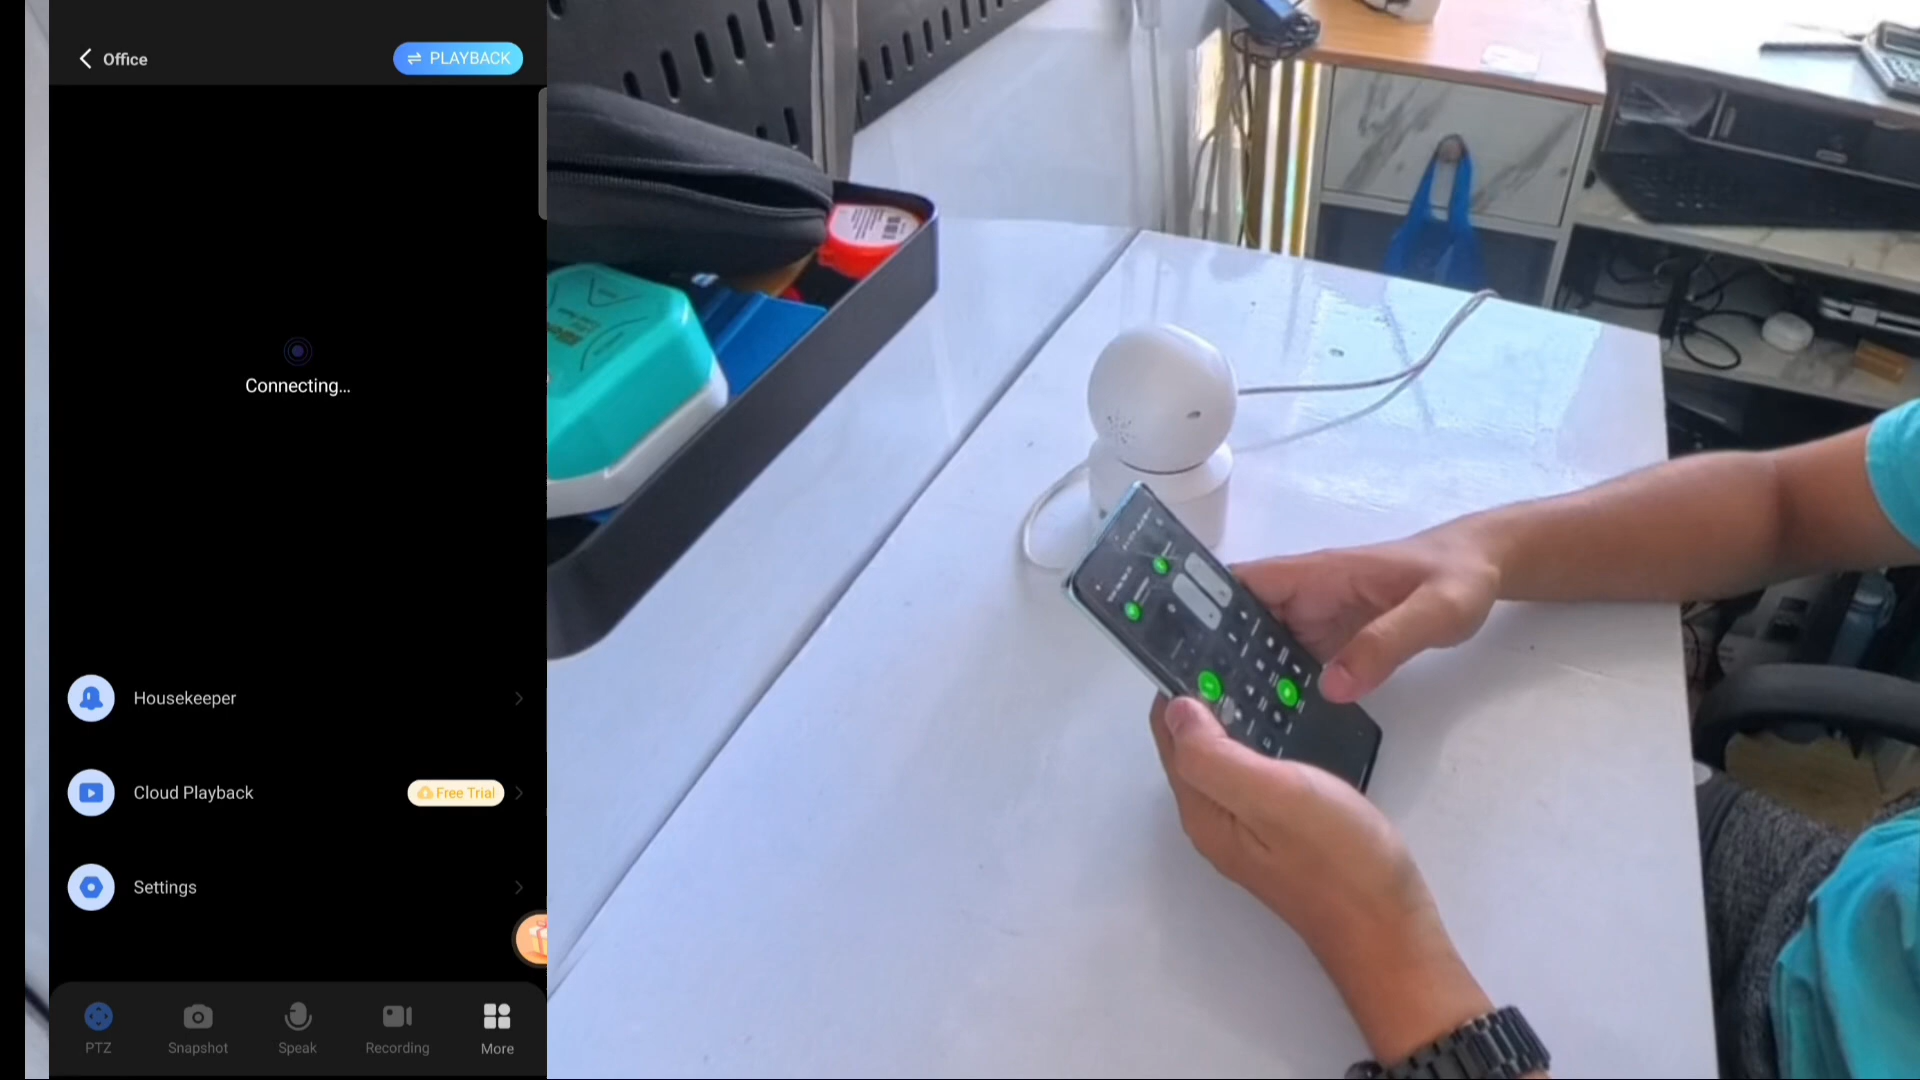 Office
PLAYBACK
Connecting...
Housekeeper
Cloud Playback
Free Trial
Settings
PTZ
Snapshot
Speak
Recording
More